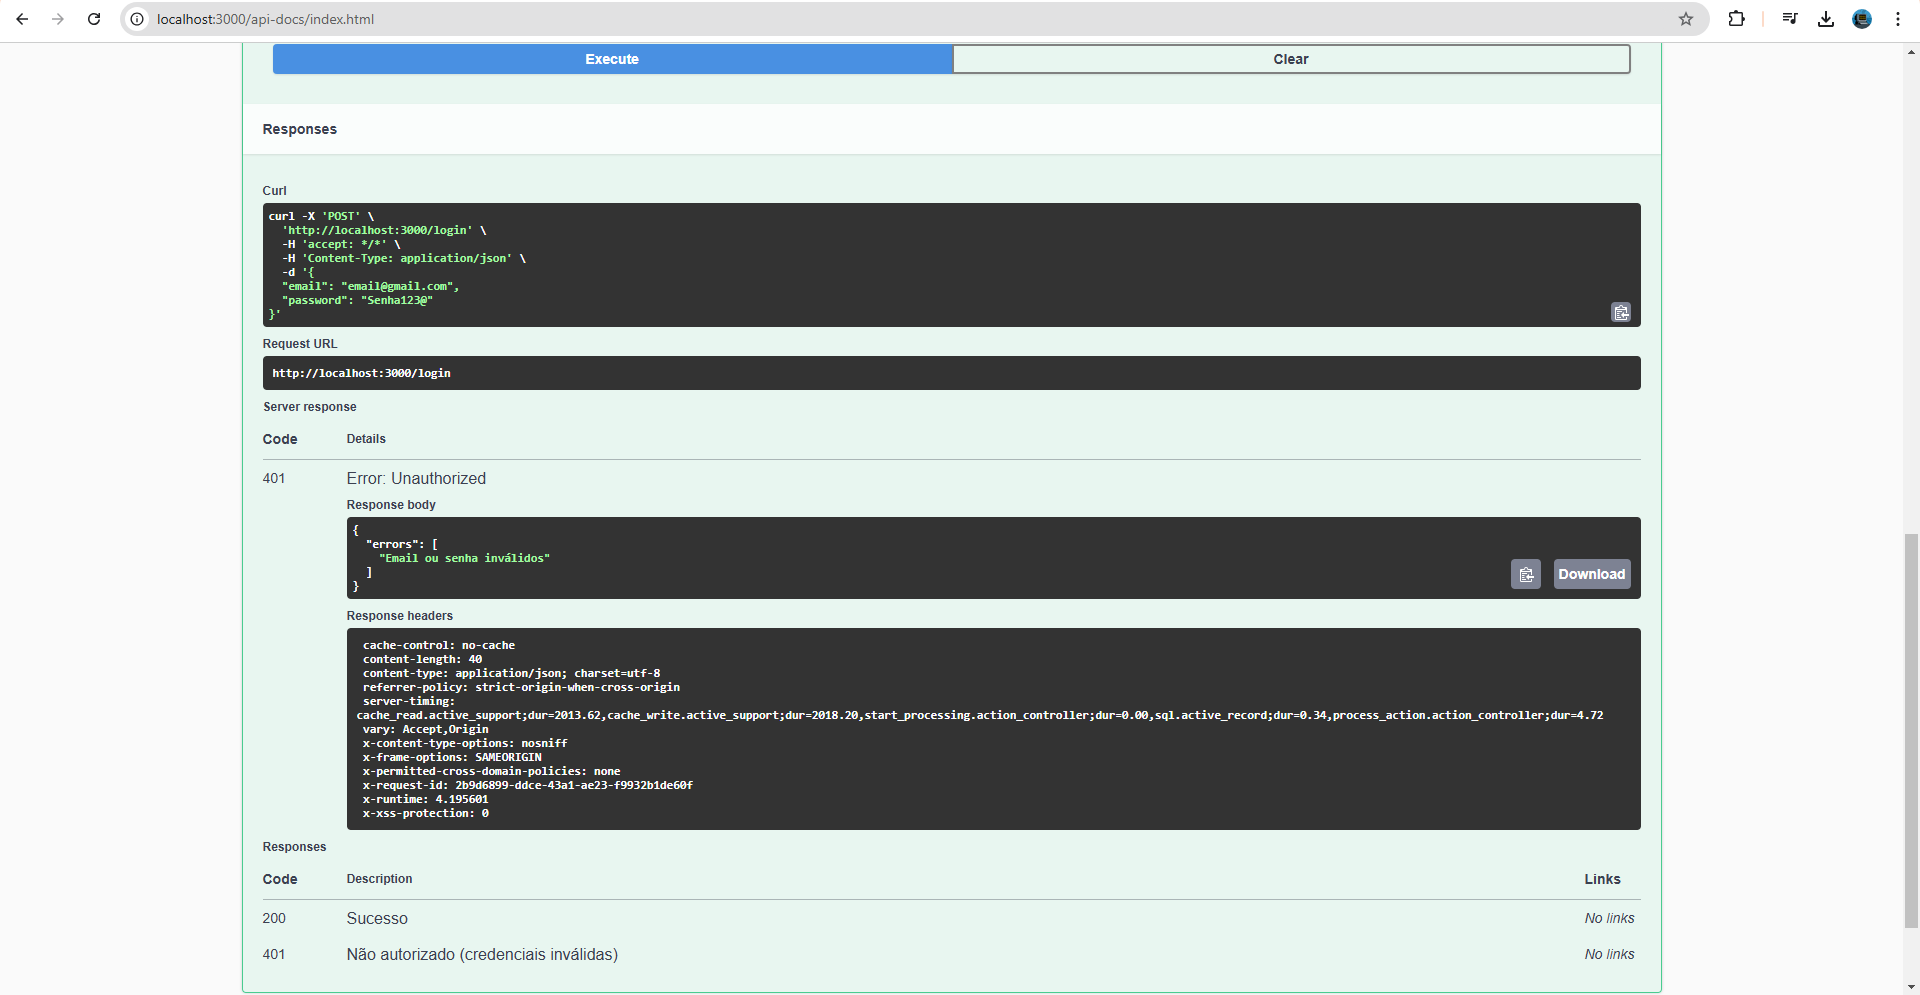 localhost:3000/api-docs/index.html
Execute
Clear
Responses
Curl
curl -X 'POST' \
'http://localhost:3000/login' \
-H 'accept: */*' \
-H 'Content-Type: application/json' \
-d '{
"email": "email@gmail.com",
"password": "Senha123@"
}'
Request URL
http://localhost:3000/login
Server response
Code Details
401 Error: Unauthorized
Response body
{
"errors": [
"Email ou senha inválidos"
]
}
Download
Response headers
cache-control: no-cache
content-length: 40
content-type: application/json; charset=utf-8
referrer-policy: strict-origin-when-cross-origin
server-timing:
cache_read.active_support;dur=2013.62,cache_write.active_support;dur=2018.20,start_processing.action_controller;dur=0.00,sql.active_record;dur=0.34,process_action.action_controller;dur=4.72
vary: Accept,Origin
x-content-type-options: nosniff
x-frame-options: SAMEORIGIN
x-permitted-cross-domain-policies: none
x-request-id: 2b9d6899-ddce-43a1-ae23-f9932b1de60f
x-runtime: 4.195601
x-xss-protection: 0
Responses
Code Description Links
200 Sucesso No links
401 Não autorizado (credenciais inválidas) No links